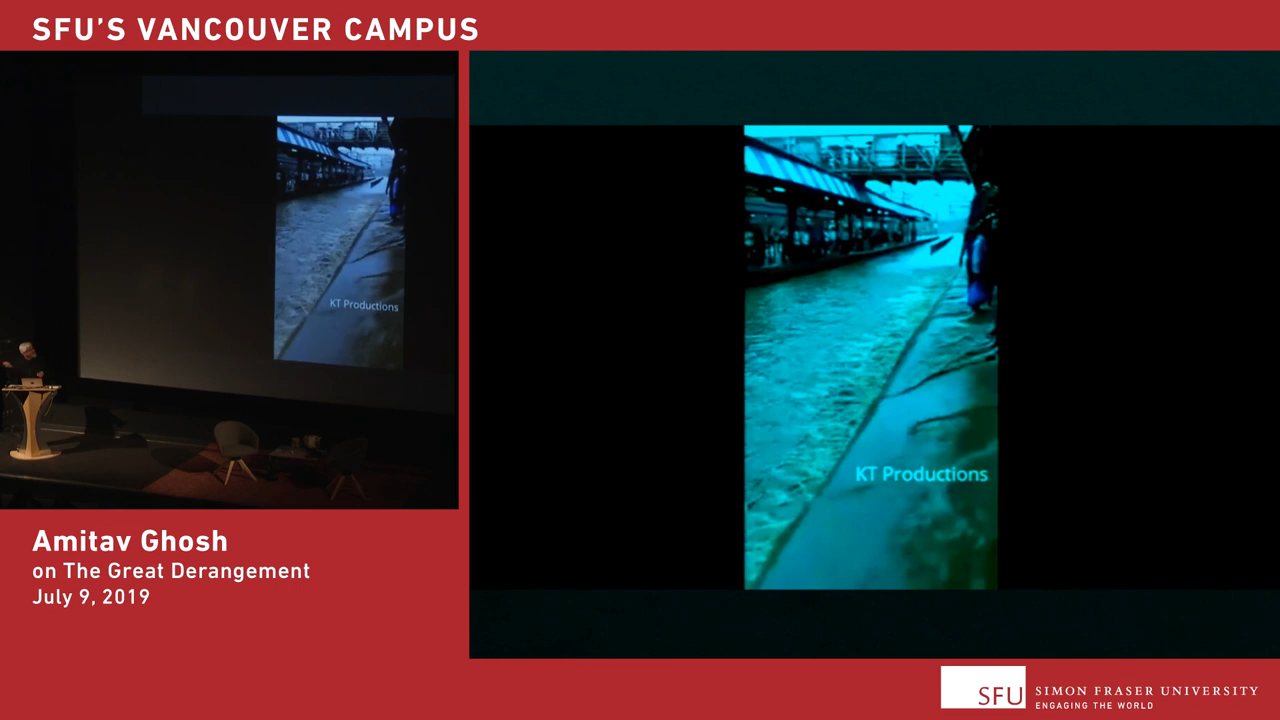 SFU'S VANCOUVER CAMPUS
KT Productions
KT Productions
Amitav Ghosh
on The Great Derangement
July 9, 2019
SFU
SIMON FRASER UNIVERSITY
ENGAGING THE WORLD